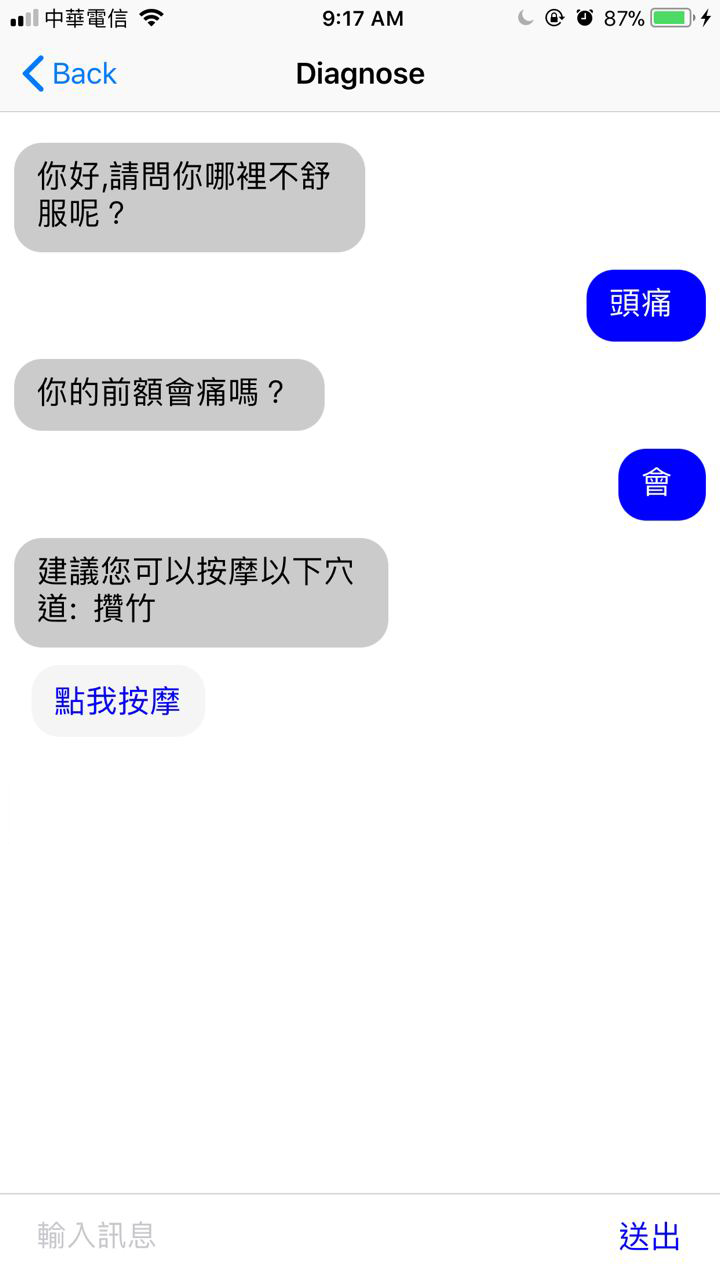 中華電信 9:17 AM 87%
Back Diagnose
你好,請問你哪裡不舒
服呢？
頭痛
你的前額會痛嗎？
會
建議您可以按摩以下穴
道: 攢竹
點我按摩
輸入訊息 送出